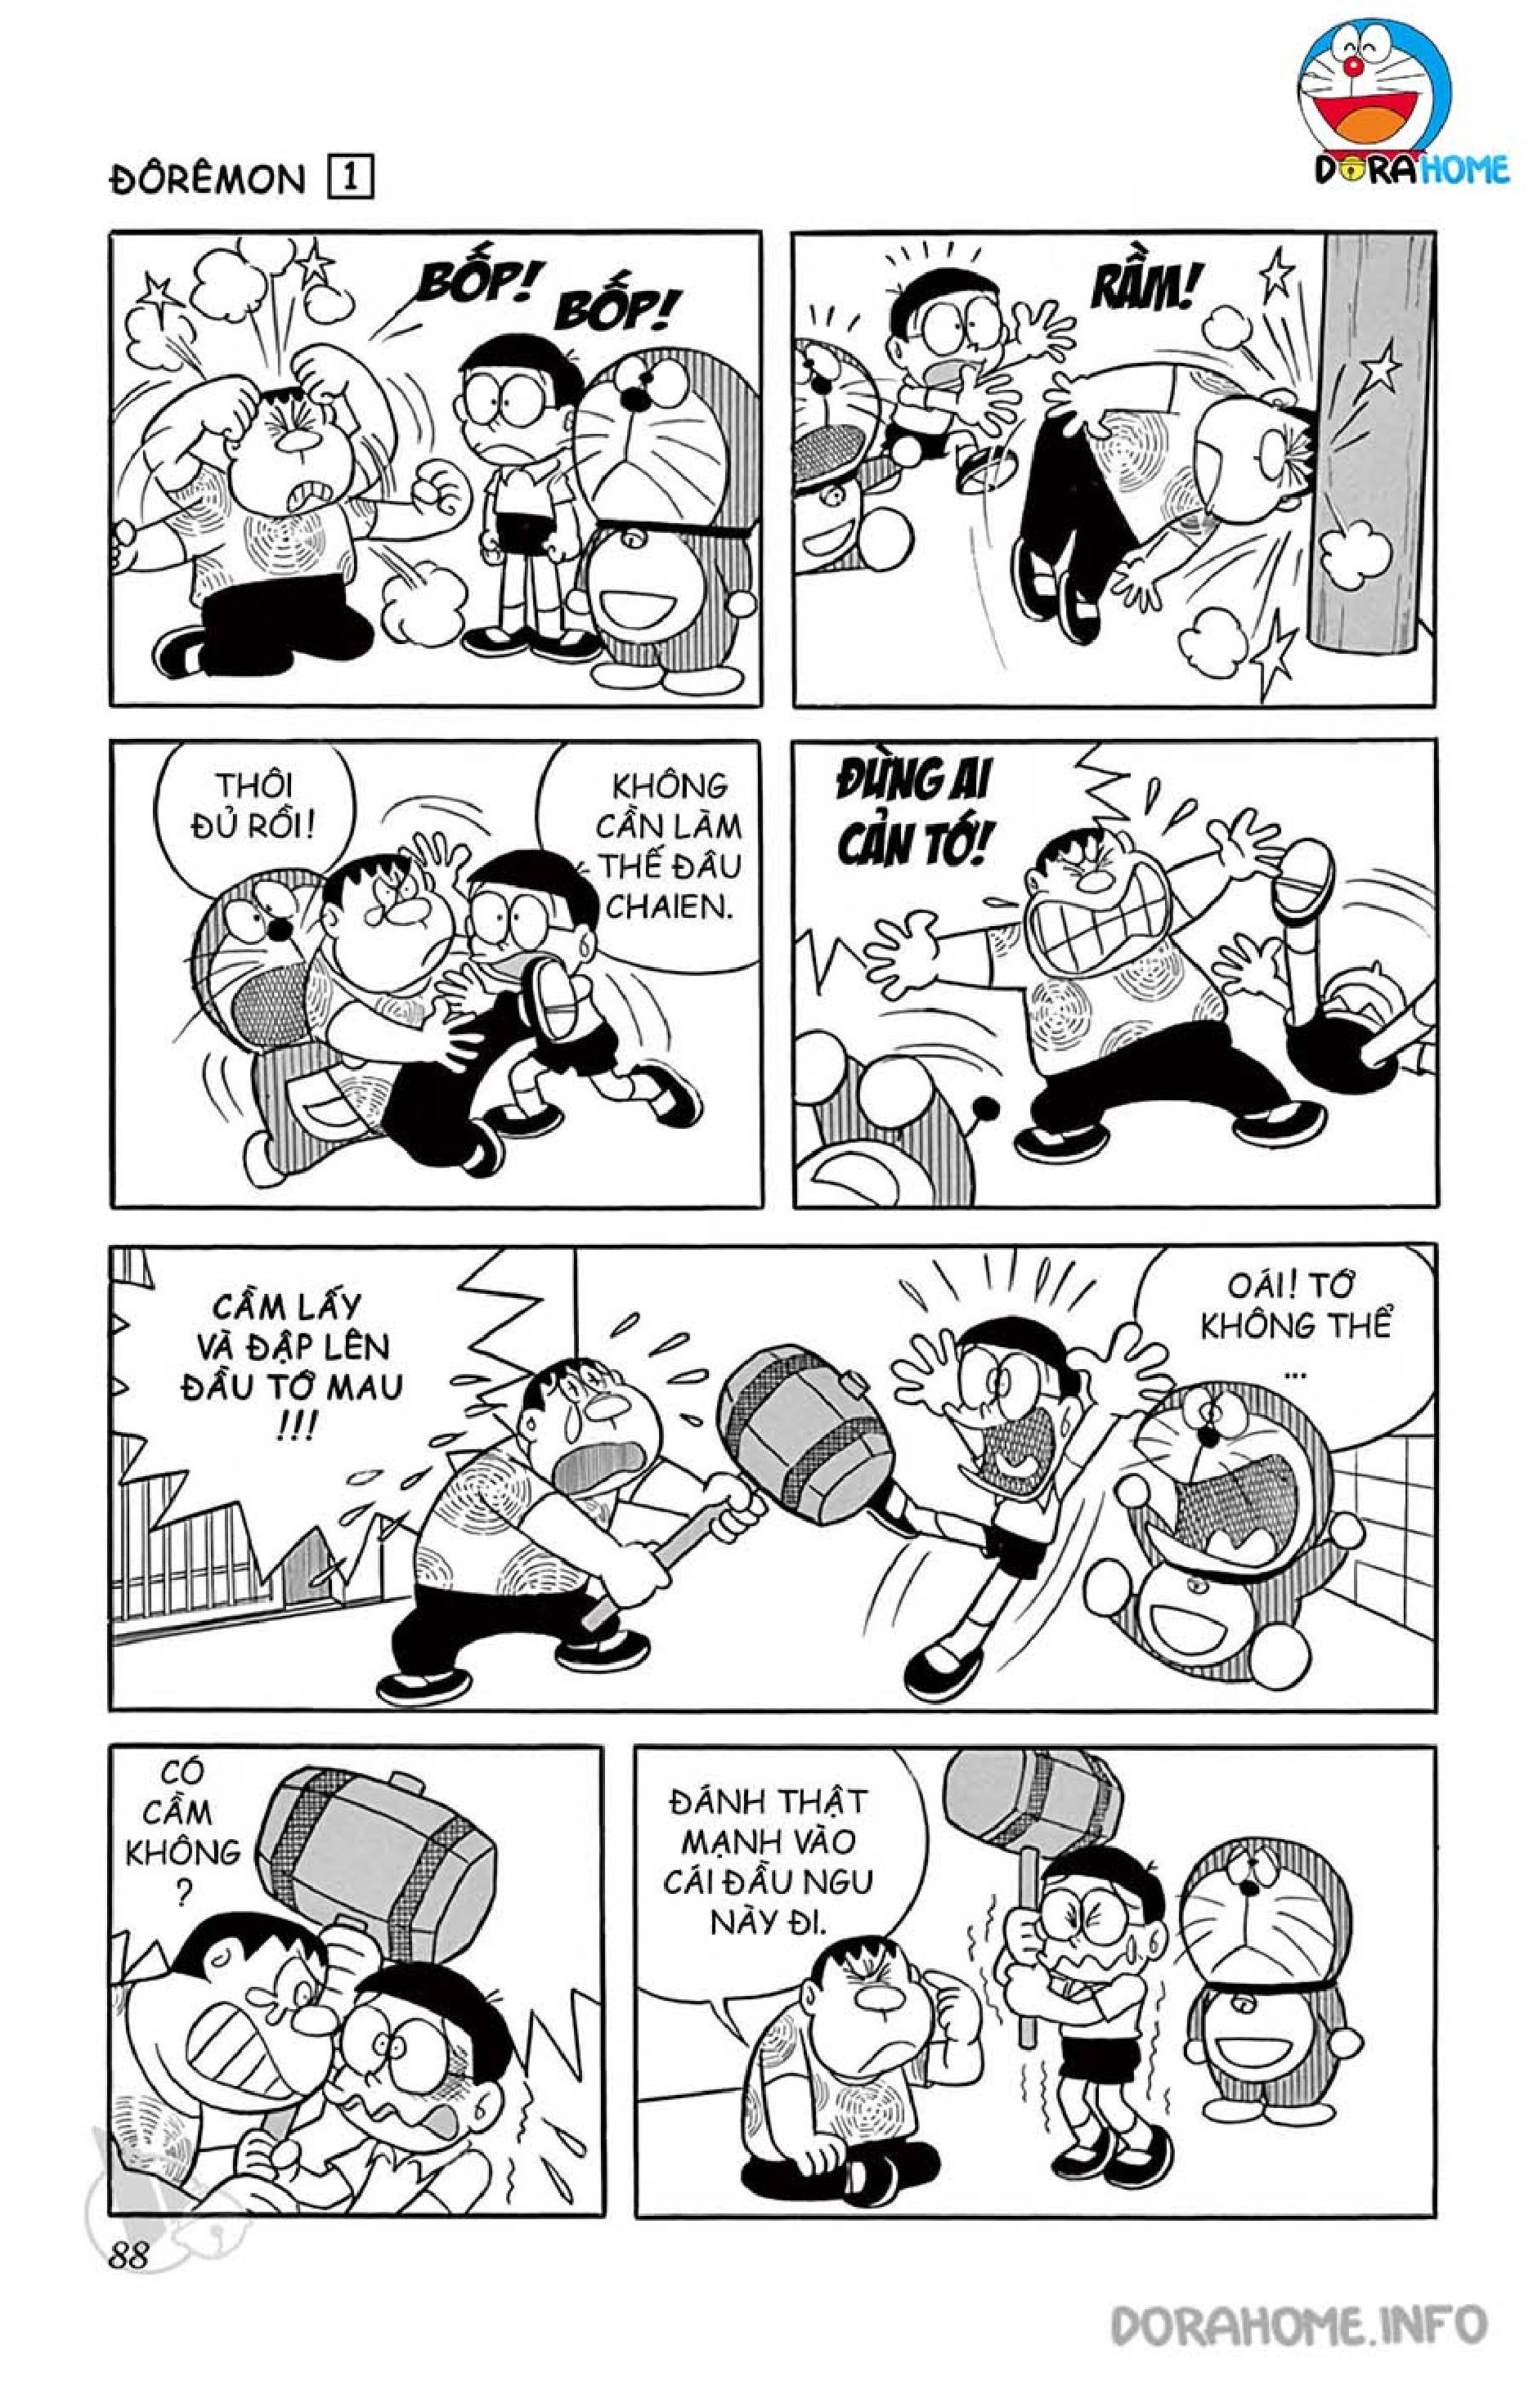 DORAHOME
ĐÔRÊMON 1
BỐP!
BỐP!
RẦM!
THÔI
ĐỦ RỒI!
KHÔNG
CẦN LÀM
THẾ ĐÂU
CHAIEN.
ĐỪNG AI
CẢN TỚ!
CẦM LẤY
VÀ ĐẬP LÊN
ĐẦU TỚ MAU
!!!
OÁI! TỚ
KHÔNG THỂ
...
CÓ
CẦM
KHÔNG
?
ĐÁNH THẬT
MẠNH VÀO
CÁI ĐẦU NGU
NÀY ĐI.
88
DORAHOME.INFO